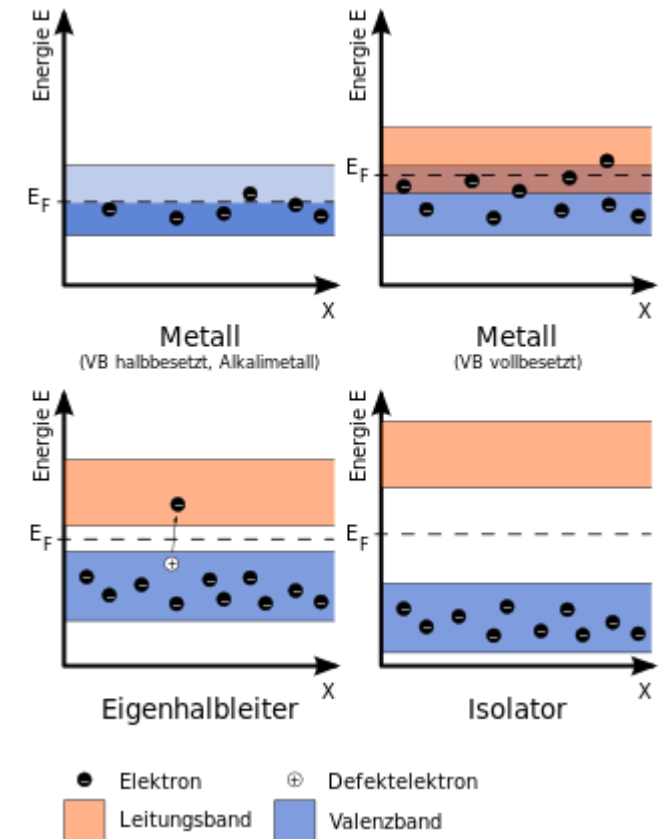 Energie E
E_F
X
Metall
(VB halbbesetzt, Alkalimetall)
Energie E
E_F
X
Metall
(VB vollbesetzt)
Energie E
E_F
X
Eigenhalbleiter
Energie E
E_F
X
Isolator
Elektron
Defektelektron
Leitungsband
Valenzband